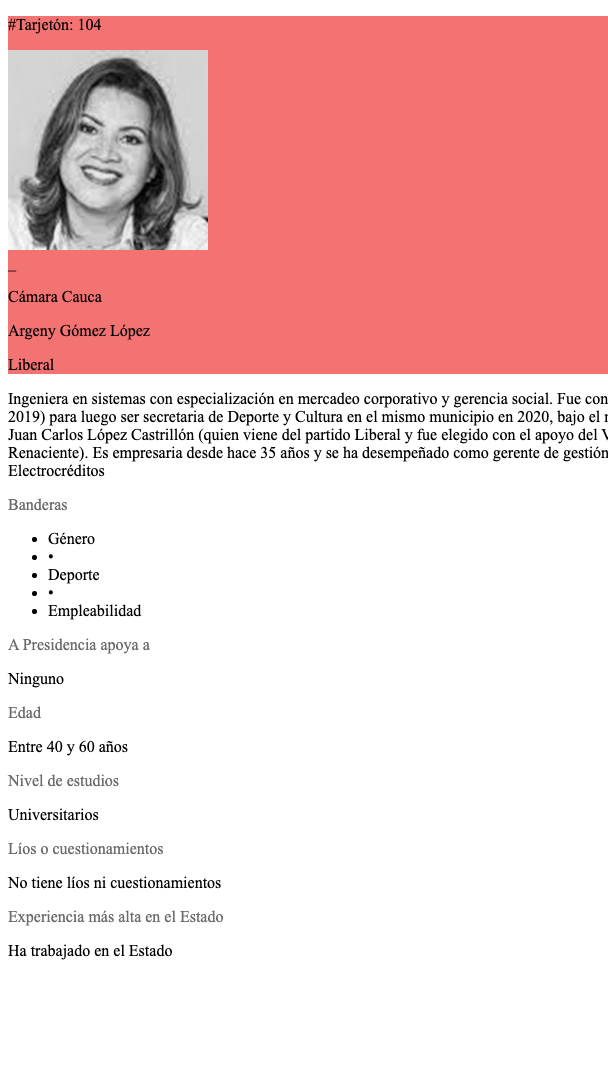 #Tarjetón: 104
_
Cámara Cauca
Argeny Gómez López
Liberal
Ingeniera en sistemas con especialización en mercadeo corporativo y gerencia social. Fue con
2019) para luego ser secretaria de Deporte y Cultura en el mismo municipio en 2020, bajo el
Juan Carlos López Castrillón (quien viene del partido Liberal y fue elegido con el apoyo del V
Renaciente). Es empresaria desde hace 35 años y se ha desempeñado como gerente de gestión
Electrocréditos
Banderas
• Género
• •
• Deporte
• •
• Empleabilidad
A Presidencia apoya a
Ninguno
Edad
Entre 40 y 60 años
Nivel de estudios
Universitarios
Líos o cuestionamientos
No tiene líos ni cuestionamientos
Experiencia más alta en el Estado
Ha trabajado en el Estado